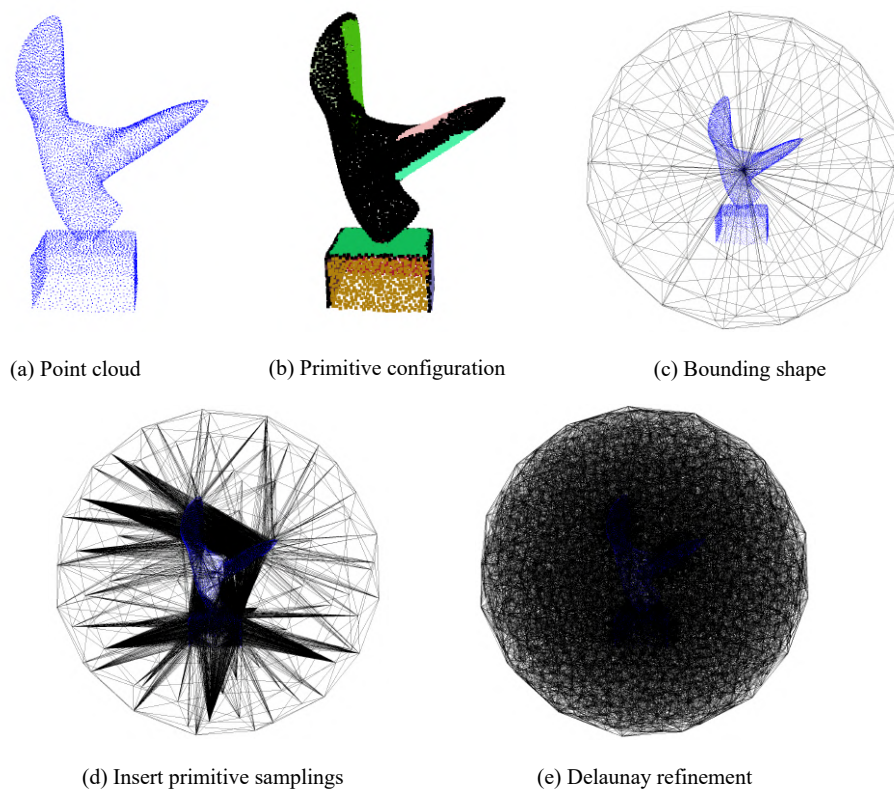 (a) Point cloud
(b) Primitive configuration
(c) Bounding shape
(d) Insert primitive samplings
(e) Delaunay refinement